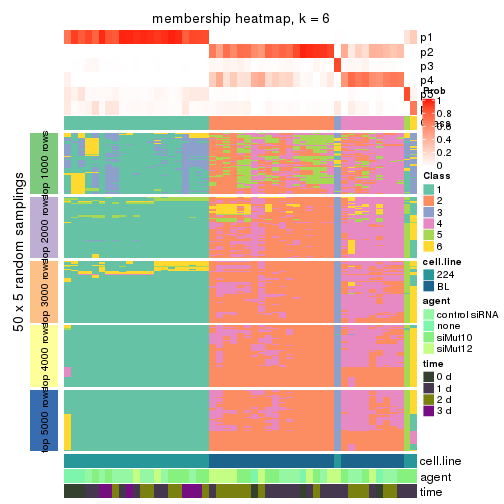 membership heatmap, k = 6
p1
p2
p3
p4
Prob
1
0.8
0.6
0.4
0.2
0
Class
1
2
3
4
5
6
cell.line
224
BL
agent
control siRNA
none
siMut10
siMut12
time
0 d
1 d
2 d
3 d
50 x 5 random samplings
top 1000 rows
top 2000 rows
top 3000 rows
top 4000 rows
top 5000 rows
cell.line
agent
time